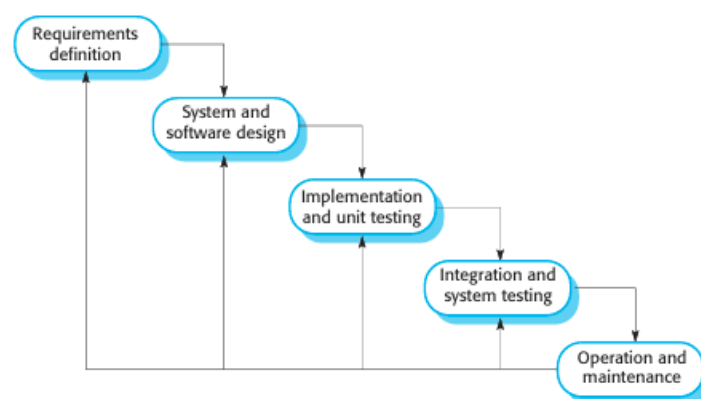 Requirements
definition
System and
software design
Implementation
and unit testing
Integration and
system testing
Operation and
maintenance